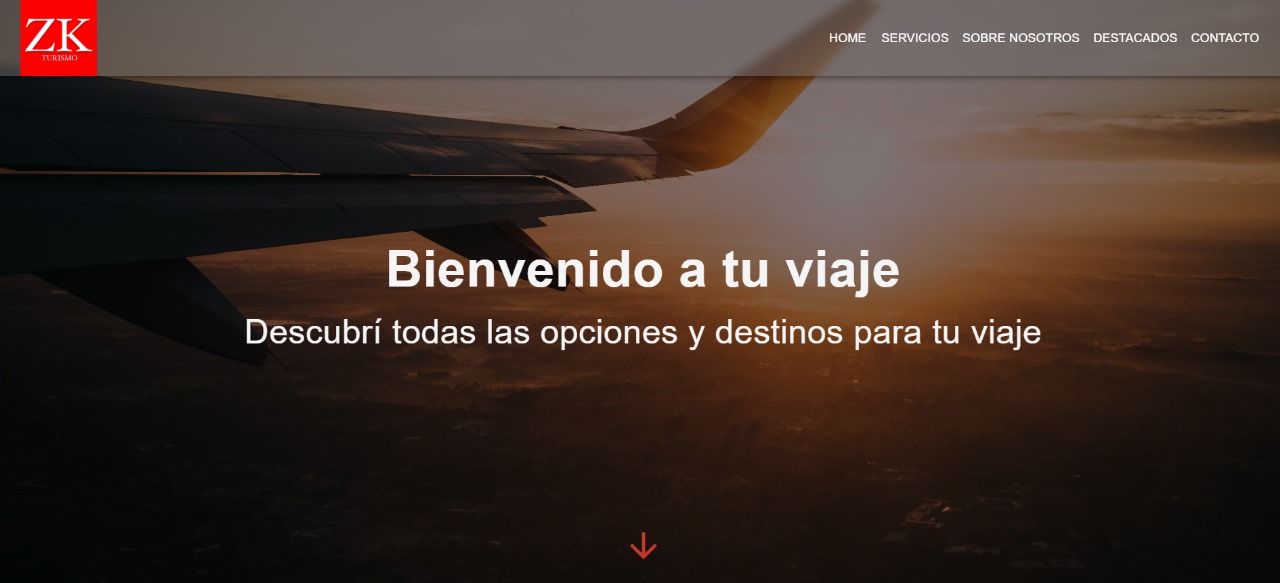 ZK
TURISMO
HOME SERVICIOS SOBRE NOSOTROS DESTACADOS CONTACTO
Bienvenido a tu viaje
Descubrí todas las opciones y destinos para tu viaje